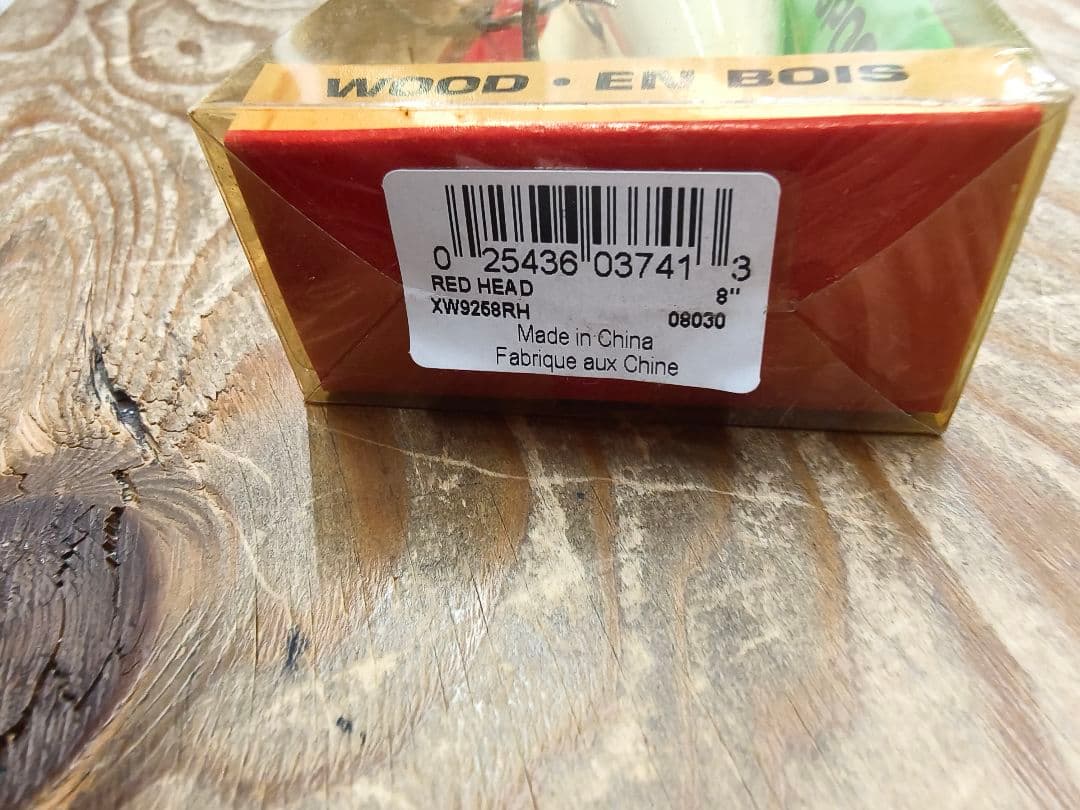 WOOD • EN BOIS
0 25436 03741 3
RED HEAD 8"
XW9258RH 08030
Made in China
Fabrique aux Chine